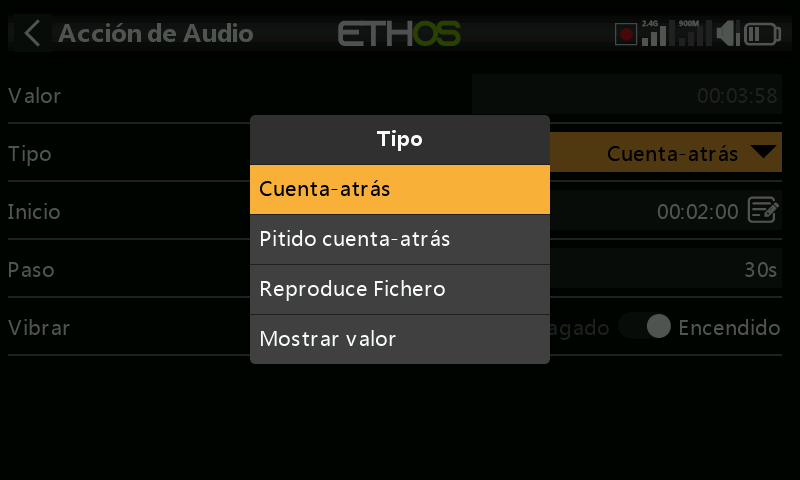 Acción de Audio
ETHOS
2.4G
900M
Valor
00:03:58
Tipo
Cuenta-atrás
Tipo
Cuenta-atrás
Pitido cuenta-atrás
Reproduce Fichero
Mostrar valor
Inicio
00:02:00
Paso
30s
Vibrar
agado
Encendido